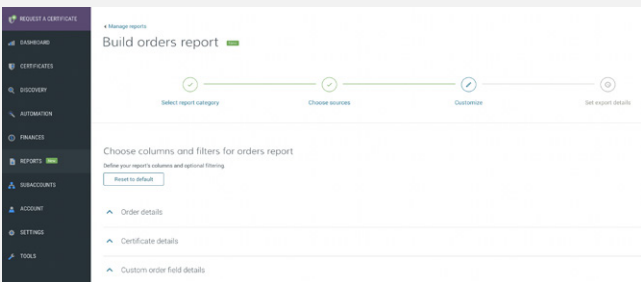 REQUEST A CERTIFICATE
DASHBOARD
CERTIFICATES
DISCOVERY
AUTOMATION
FINANCES
REPORTS New
SUBACCOUNTS
ACCOUNT
SETTINGS
TOOLS
Manage reports
Build orders report
Select report category
Choose sources
Customize
Set export details
Choose columns and filters for orders report
Define your report's columns and optional filtering.
Reset to default
Order details
Certificate details
Custom order field details